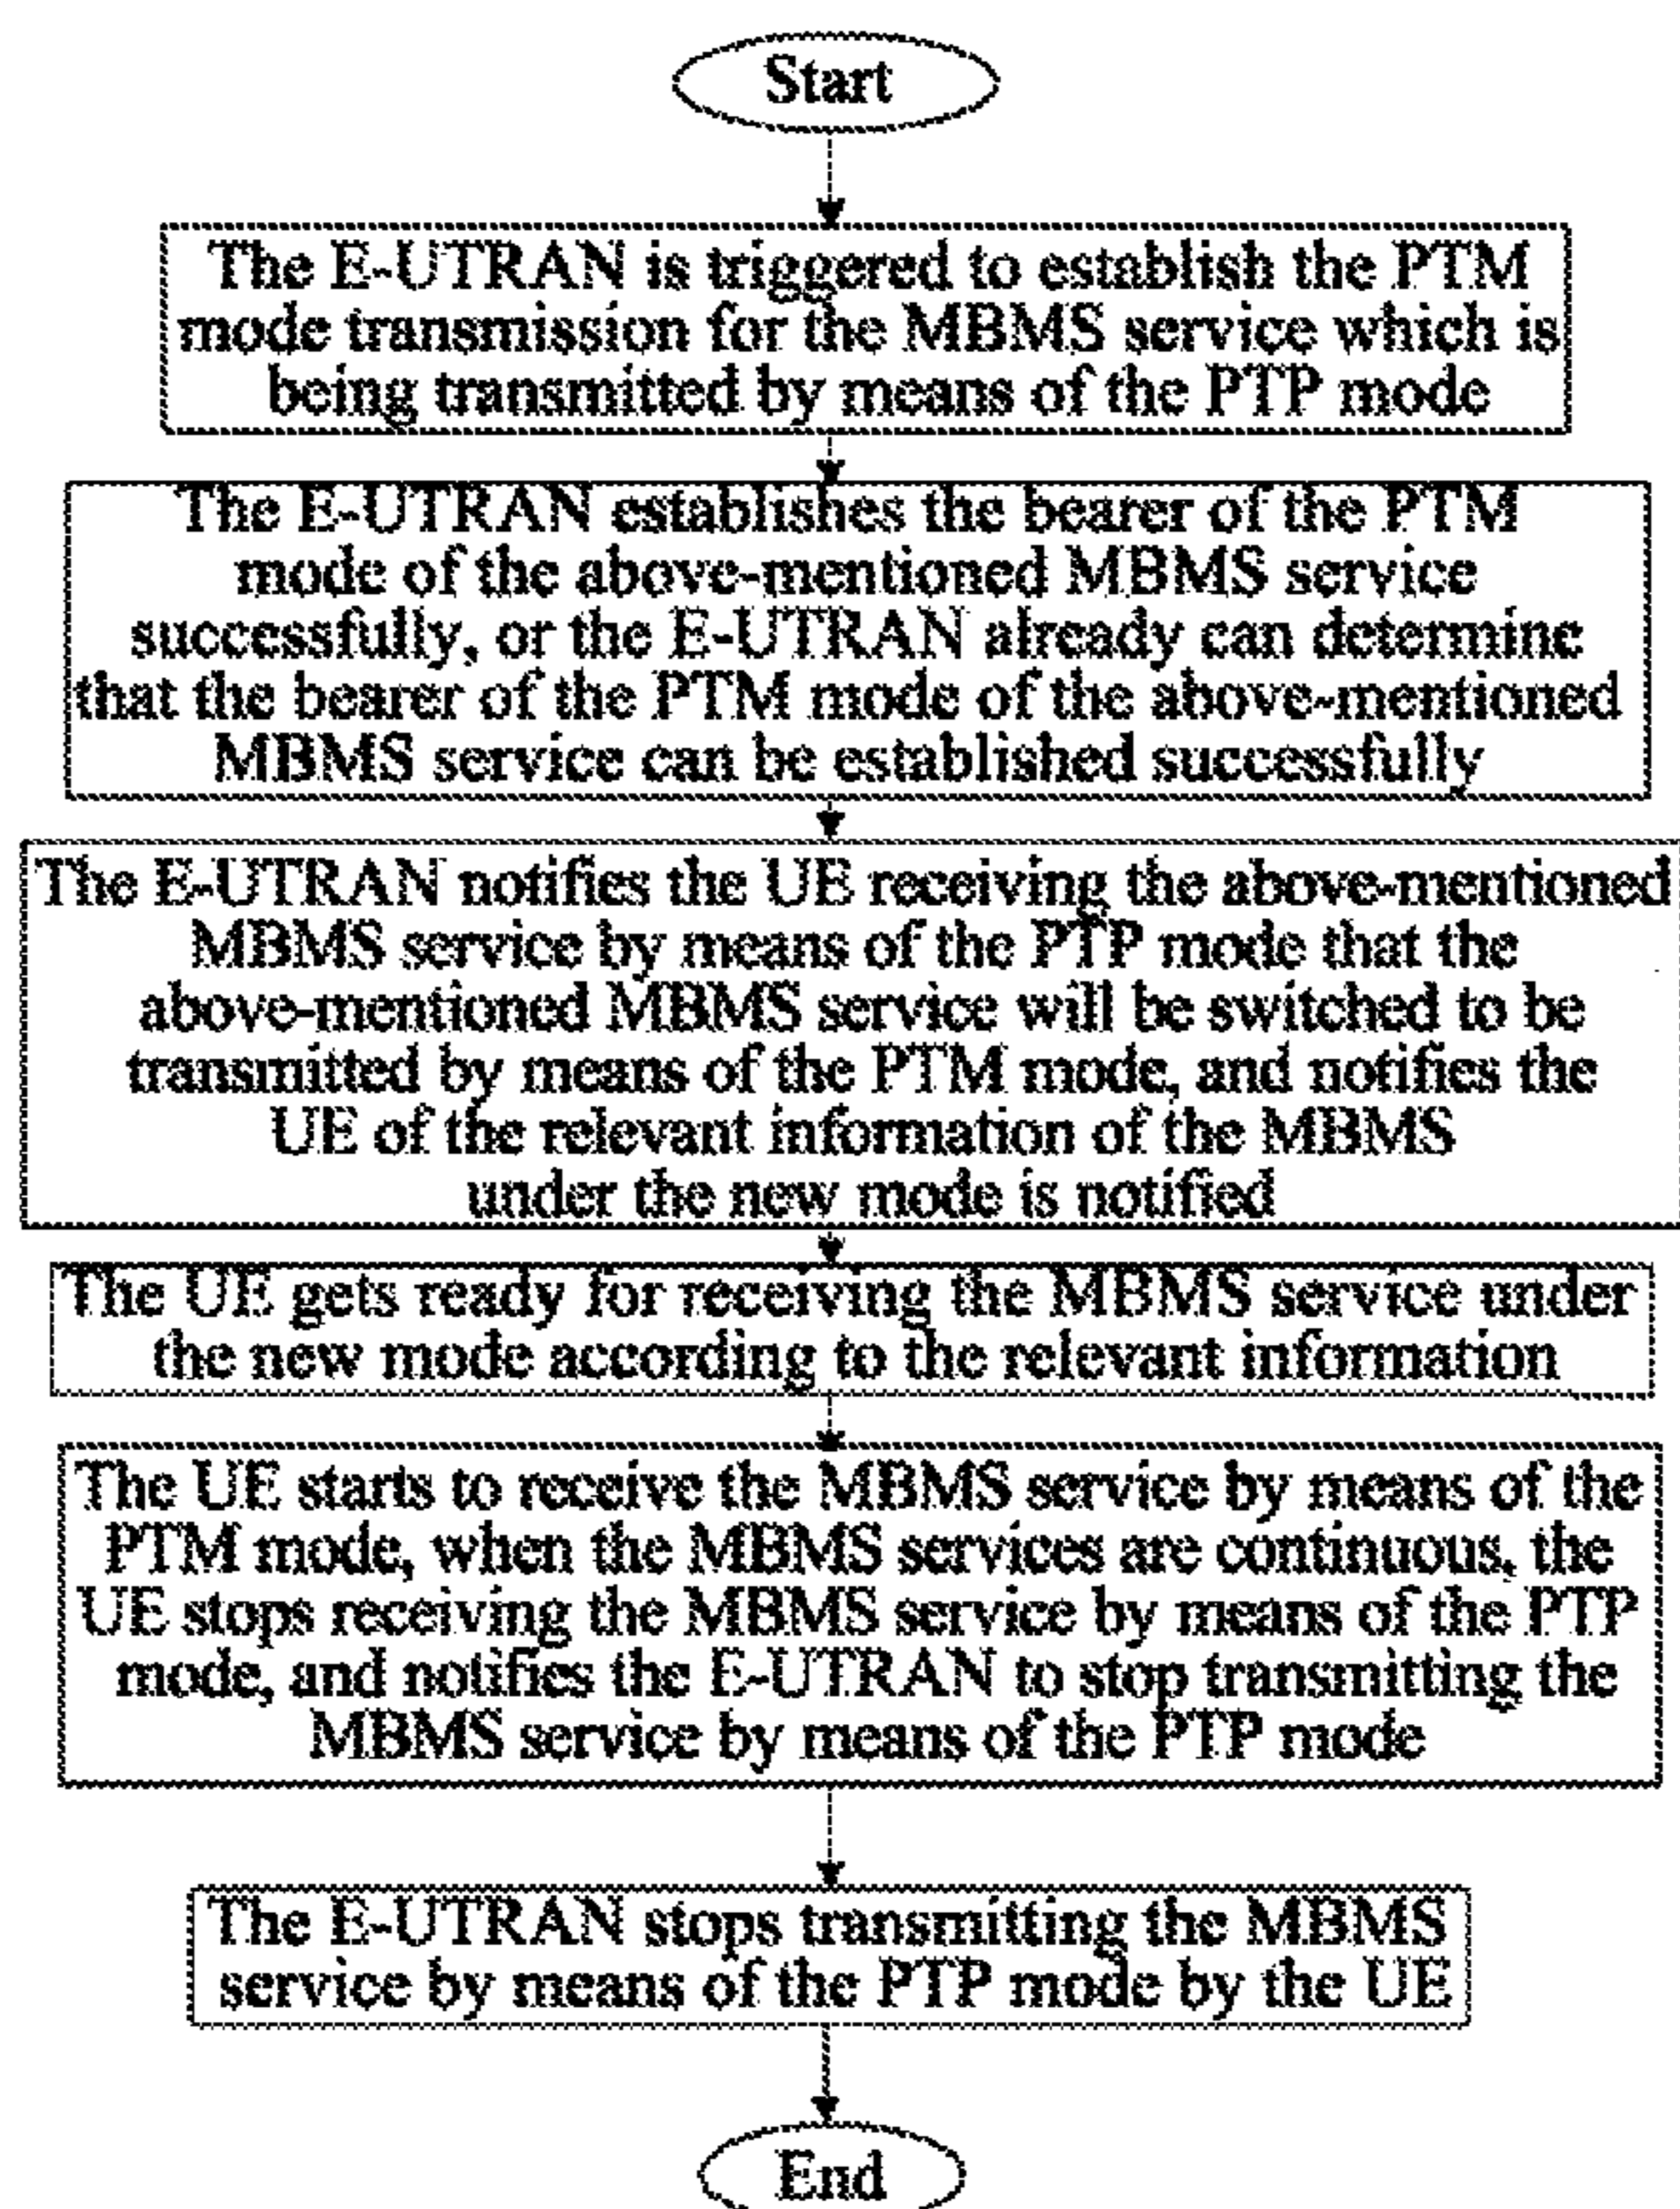 Start
The E-UTRAN is triggered to establish the PTM
mode transmission for the MBMS service which is
being transmitted by means of the PTP mode
The E-UTRAN establishes the bearer of the PTM
mode of the above-mentioned MBMS service
successfully, or the E-UTRAN already can determine
that the bearer of the PTM mode of the above-mentioned
MBMS service can be established successfully
The E-UTRAN notifies the UE receiving the above-mentioned
MBMS service by means of the PTP mode that the
above-mentioned MBMS service will be switched to be
transmitted by means of the PTM mode, and notifies the
UE of the relevant information of the MBMS
under the new mode is notified
The UE gets ready for receiving the MBMS service under
the new mode according to the relevant information
The UE starts to receive the MBMS service by means of the
PTM mode, when the MBMS services are continuous, the
UE stops receiving the MBMS service by means of the PTP
mode, and notifies the E-UTRAN to stop transmitting the
MBMS service by means of the PTP mode
The E-UTRAN stops transmitting the MBMS
service by means of the PTP mode by the UE
End